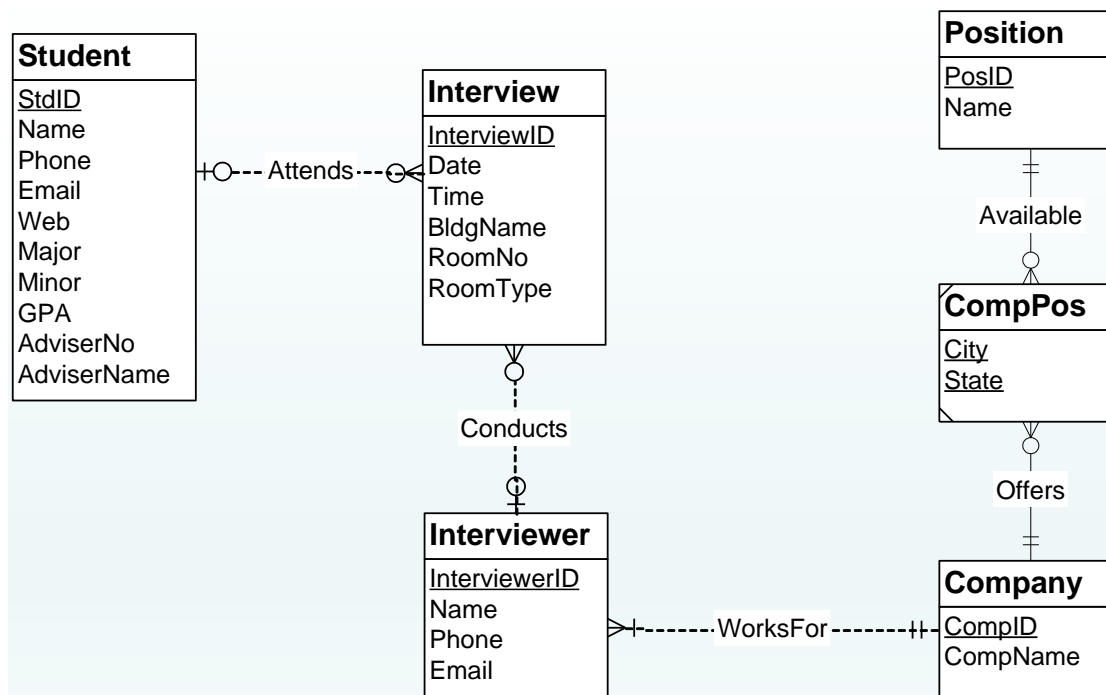 Student
StdID
Name
Phone
Email
Web
Major
Minor
GPA
AdviserNo
AdviserName
Attends
Interview
InterviewID
Date
Time
BldgName
RoomNo
RoomType
Conducts
Interviewer
InterviewerID
Name
Phone
Email
WorksFor
Position
PosID
Name
Available
CompPos
City
State
Offers
Company
CompID
CompName